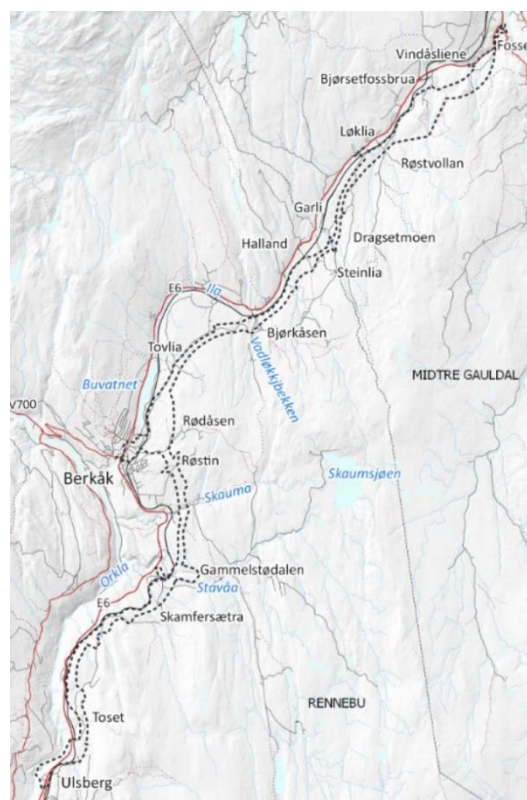 Fosse
Vindåsliene
Bjørsetfossbrua
Løklia
Røstvollan
Garli
Dragsetmoen
Halland
Steinlia
E6
Ila
Bjørkåsen
Tovlia
Vadløkkjbekken
MIDTRE GAULDAL
Buvatnet
V700
Rødåsen
Røstin
Berkåk
Skaumsjøen
Skauma
Orkla
Gammelstødalen
Stavåa
E6
Skamfersætra
RENNEBU
Toset
Ulsberg